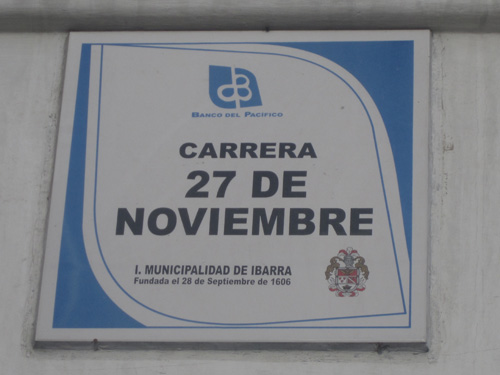 BANCO DEL PACIFICO
CARRERA
27 DE
NOVIEMBRE
I. MUNICIPALIDAD DE IBARRA
Fundada el 28 de Septiembre de 1606